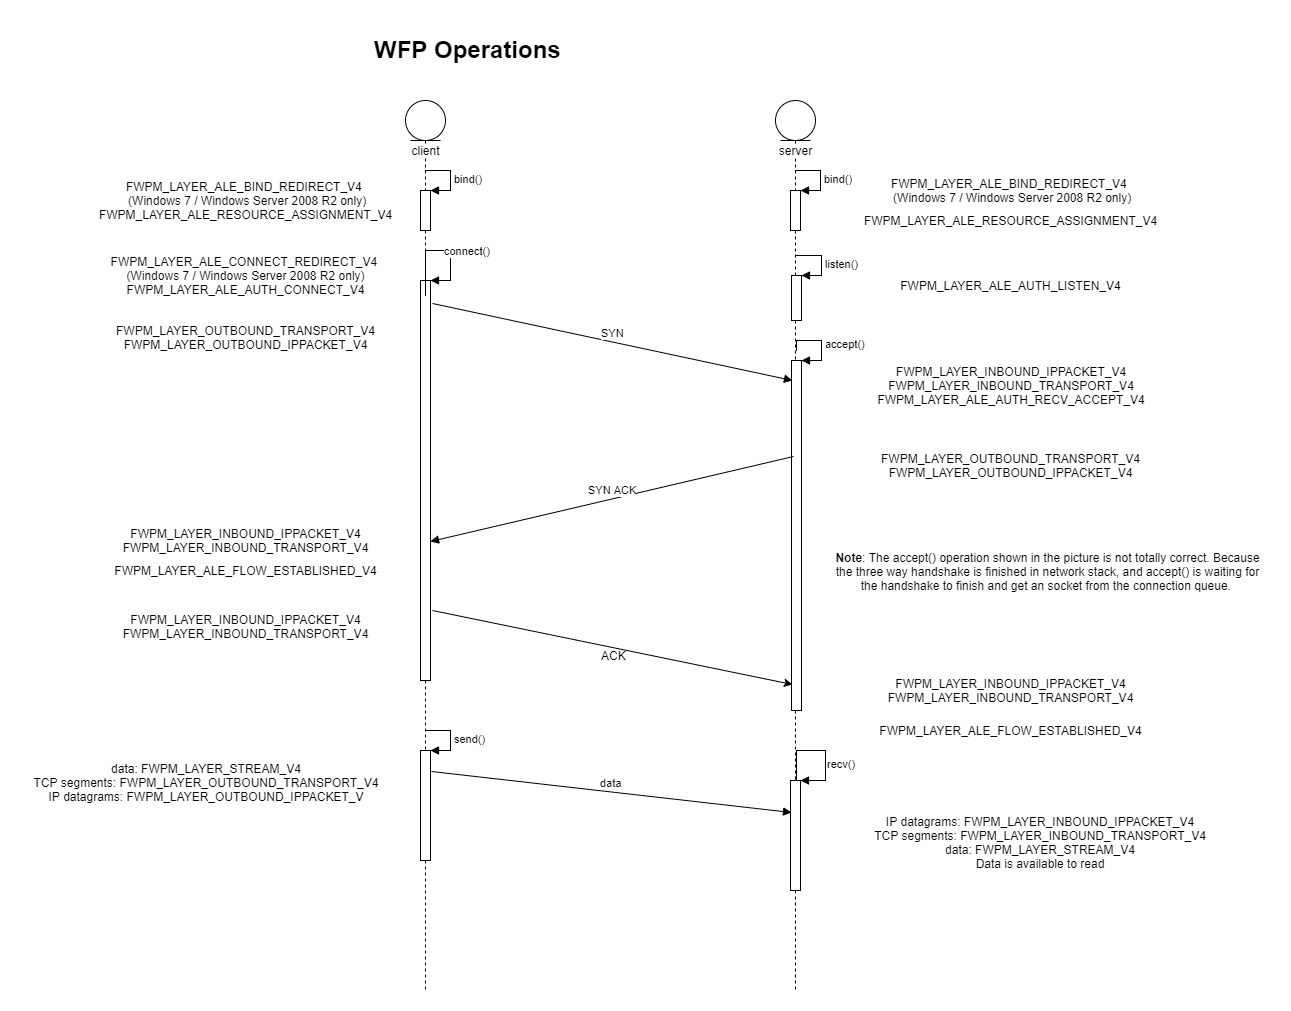 WFP Operations
client
server
bind()
bind()
FWPM_LAYER_ALE_BIND_REDIRECT_V4
(Windows 7 / Windows Server 2008 R2 only)
FWPM_LAYER_ALE_RESOURCE_ASSIGNMENT_V4
FWPM_LAYER_ALE_BIND_REDIRECT_V4
(Windows 7 / Windows Server 2008 R2 only)
FWPM_LAYER_ALE_RESOURCE_ASSIGNMENT_V4
connect()
FWPM_LAYER_ALE_CONNECT_REDIRECT_V4
(Windows 7 / Windows Server 2008 R2 only)
FWPM_LAYER_ALE_AUTH_CONNECT_V4
listen()
FWPM_LAYER_ALE_AUTH_LISTEN_V4
FWPM_LAYER_OUTBOUND_TRANSPORT_V4
FWPM_LAYER_OUTBOUND_IPPACKET_V4
SYN
accept()
FWPM_LAYER_INBOUND_IPPACKET_V4
FWPM_LAYER_INBOUND_TRANSPORT_V4
FWPM_LAYER_ALE_AUTH_RECV_ACCEPT_V4
FWPM_LAYER_OUTBOUND_TRANSPORT_V4
FWPM_LAYER_OUTBOUND_IPPACKET_V4
SYN ACK
FWPM_LAYER_INBOUND_IPPACKET_V4
FWPM_LAYER_INBOUND_TRANSPORT_V4
FWPM_LAYER_ALE_FLOW_ESTABLISHED_V4
Note: The accept() operation shown in the picture is not totally correct. Because
the three way handshake is finished in network stack, and accept() is waiting for
the handshake to finish and get an socket from the connection queue.
FWPM_LAYER_INBOUND_IPPACKET_V4
FWPM_LAYER_INBOUND_TRANSPORT_V4
ACK
FWPM_LAYER_INBOUND_IPPACKET_V4
FWPM_LAYER_INBOUND_TRANSPORT_V4
FWPM_LAYER_ALE_FLOW_ESTABLISHED_V4
send()
recv()
data: FWPM_LAYER_STREAM_V4
TCP segments: FWPM_LAYER_OUTBOUND_TRANSPORT_V4
IP datagrams: FWPM_LAYER_OUTBOUND_IPPACKET_V
data
IP datagrams: FWPM_LAYER_INBOUND_IPPACKET_V4
TCP segments: FWPM_LAYER_INBOUND_TRANSPORT_V4
data: FWPM_LAYER_STREAM_V4
Data is available to read